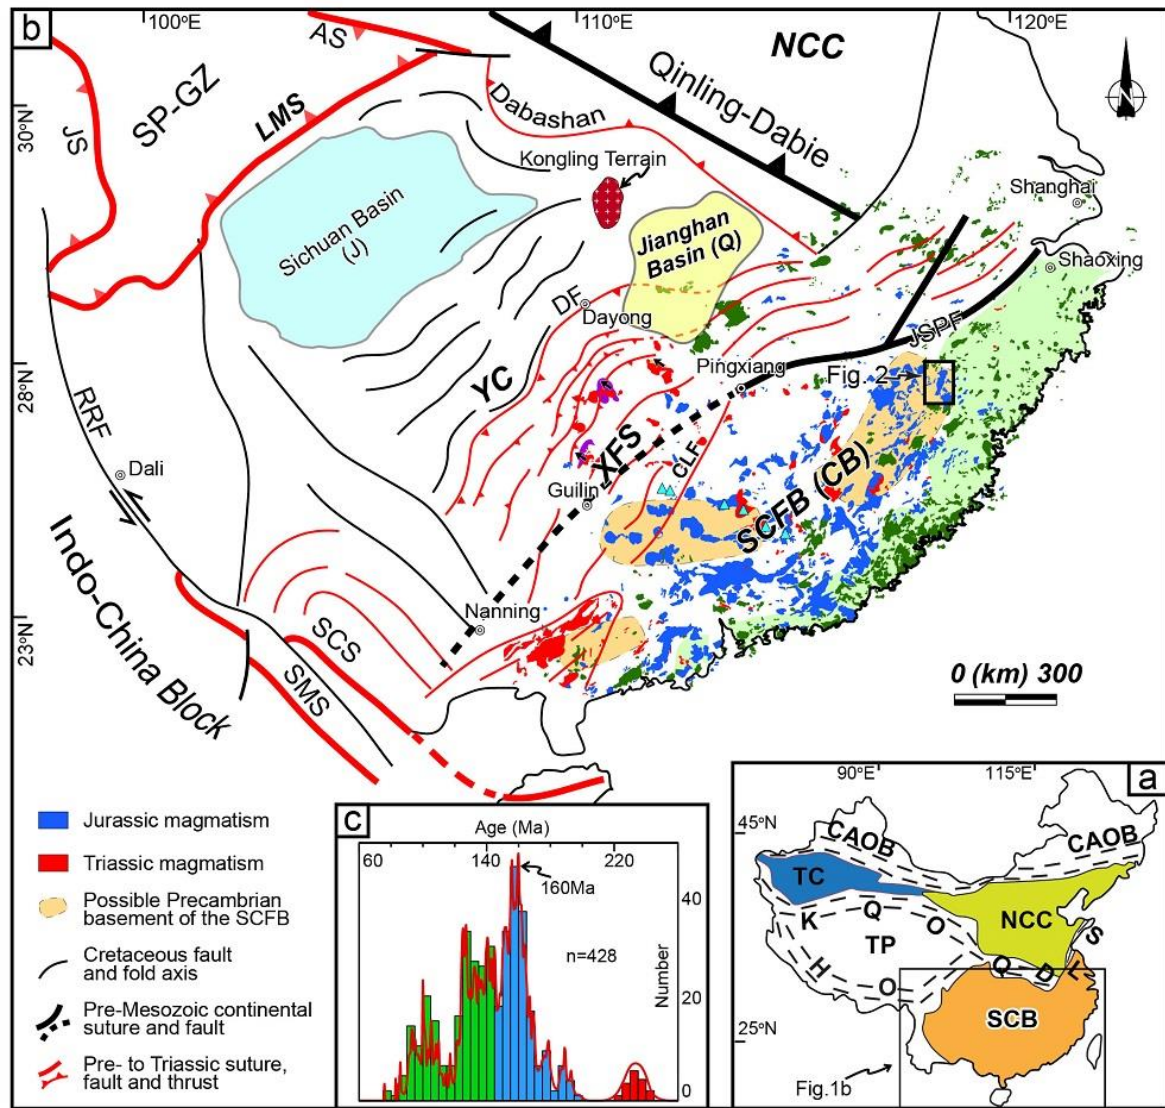 b
100°E
110°E
120°E
30°N
28°N
23°N
AS
NCC
SP-GZ
JS
LMS
Dabashan
Qinling-Dabie
N
Kongling Terrain
Shanghai
Sichuan Basin
(J)
Jianghan
Basin (Q)
Shaoxing
DF
Dayong
JSPF
Pingxiang
Fig. 2
YC
RRF
Dali
XFS
CLF
SCFB (CB)
Guilin
Indo-China Block
Nanning
SCS
SMS
0 (km) 300
Jurassic magmatism
Triassic magmatism
Possible Precambrian
basement of the SCFB
Cretaceous fault
and fold axis
Pre-Mesozoic continental
suture and fault
Pre- to Triassic suture,
fault and thrust
c
Age (Ma)
60 140 220
160Ma
n=428
Number
40
20
0
a
90°E
115°E
45°N
25°N
CAOB
CAOB
TC
K Q O
NCC
TP
S
H O
Q D L
SCB
Fig.1b